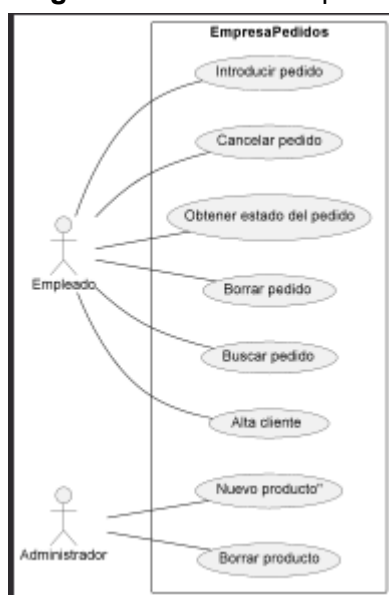 EmpresaPedidos
Introducir pedido
Cancelar pedido
Obtener estado del pedido
Empleado
Borrar pedido
Buscar pedido
Alta cliente
Nuevo producto"
Administrador
Borrar producto